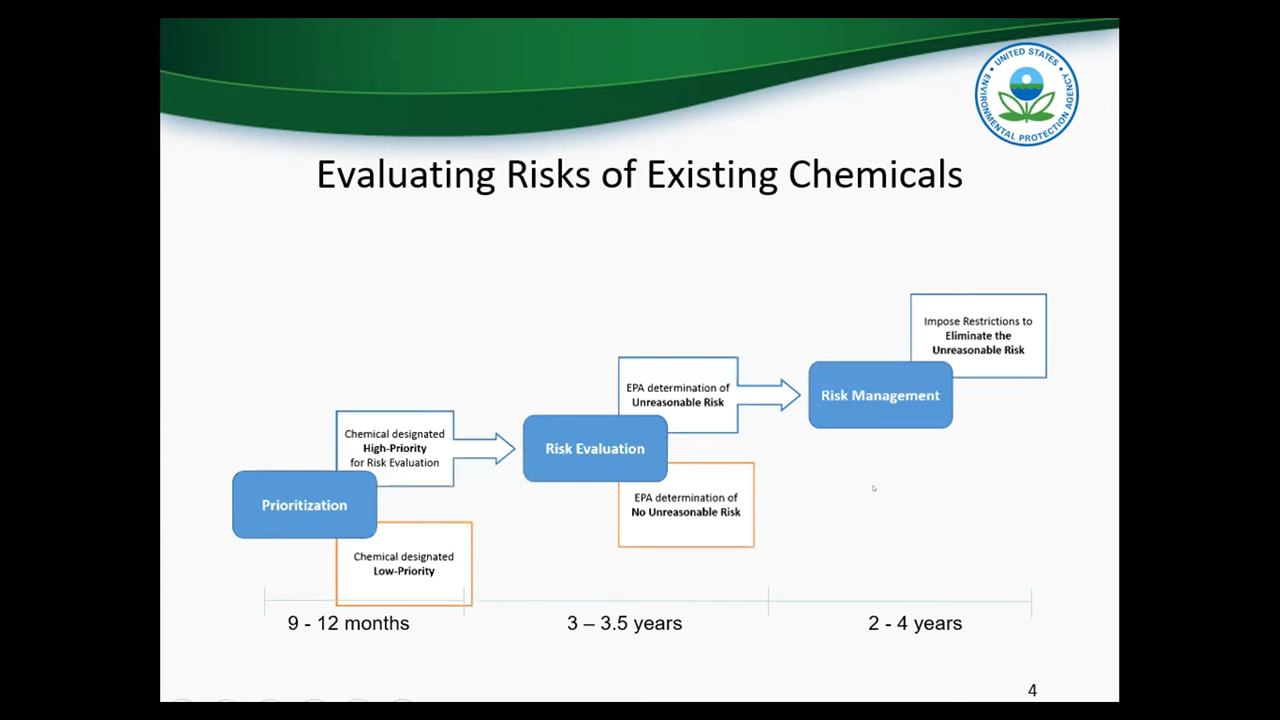 UNITED STATES
ENVIRONMENTAL PROTECTION AGENCY
Evaluating Risks of Existing Chemicals
Impose Restrictions to
Eliminate the
Unreasonable Risk
EPA determination of
Unreasonable Risk
Risk Management
Chemical designated
High-Priority
for Risk Evaluation
Risk Evaluation
EPA determination of
No Unreasonable Risk
Prioritization
Chemical designated
Low-Priority
9 - 12 months
3 – 3.5 years
2 - 4 years
4